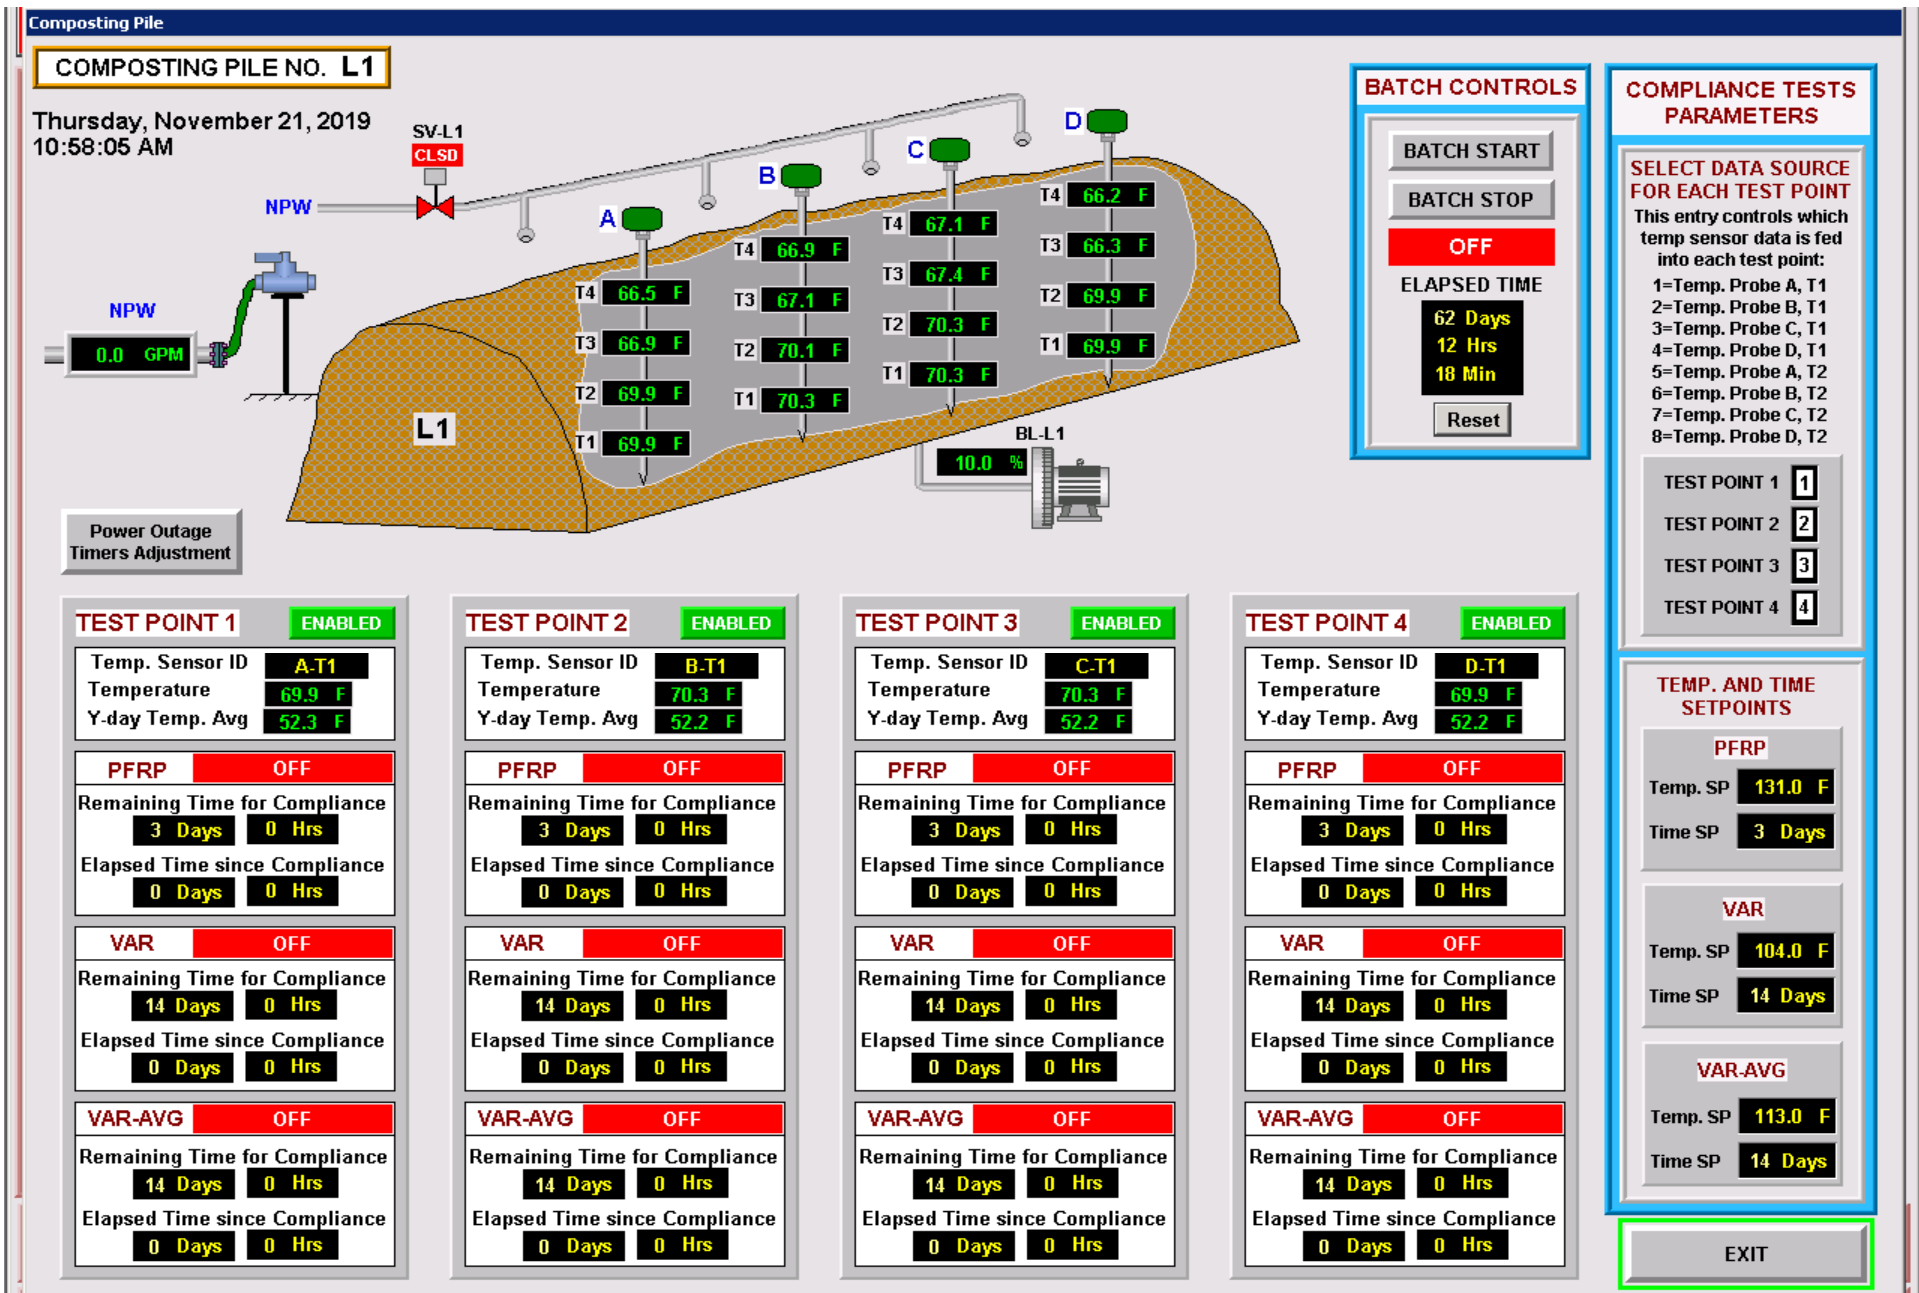 Composting Pile
COMPOSTING PILE NO. L1
Thursday, November 21, 2019
10:58:05 AM
SV-L1
CLSD
NPW
NPW
0.0 GPM
L1
A
T4 66.5 F
T3 66.9 F
T2 69.9 F
T1 69.9 F
B
T4 66.9 F
T3 67.1 F
T2 70.1 F
T1 70.3 F
C
T4 67.1 F
T3 67.4 F
T2 70.3 F
T1 70.3 F
D
T4 66.2 F
T3 66.3 F
T2 69.9 F
T1 69.9 F
BL-L1
10.0 %
Power Outage
Timers Adjustment
BATCH CONTROLS
BATCH START
BATCH STOP
OFF
ELAPSED TIME
62 Days
12 Hrs
18 Min
Reset
COMPLIANCE TESTS
PARAMETERS
SELECT DATA SOURCE
FOR EACH TEST POINT
This entry controls which
temp sensor data is fed
into each test point:
1=Temp. Probe A, T1
2=Temp. Probe B, T1
3=Temp. Probe C, T1
4=Temp. Probe D, T1
5=Temp. Probe A, T2
6=Temp. Probe B, T2
7=Temp. Probe C, T2
8=Temp. Probe D, T2
TEST POINT 1 1
TEST POINT 2 2
TEST POINT 3 3
TEST POINT 4 4
TEMP. AND TIME
SETPOINTS
PFRP
Temp. SP 131.0 F
Time SP 3 Days
VAR
Temp. SP 104.0 F
Time SP 14 Days
VAR-AVG
Temp. SP 113.0 F
Time SP 14 Days
EXIT
TEST POINT 1 ENABLED
Temp. Sensor ID A-T1
Temperature 69.9 F
Y-day Temp. Avg 52.3 F
PFRP OFF
Remaining Time for Compliance
3 Days 0 Hrs
Elapsed Time since Compliance
0 Days 0 Hrs
VAR OFF
Remaining Time for Compliance
14 Days 0 Hrs
Elapsed Time since Compliance
0 Days 0 Hrs
VAR-AVG OFF
Remaining Time for Compliance
14 Days 0 Hrs
Elapsed Time since Compliance
0 Days 0 Hrs
TEST POINT 2 ENABLED
Temp. Sensor ID B-T1
Temperature 70.3 F
Y-day Temp. Avg 52.2 F
PFRP OFF
Remaining Time for Compliance
3 Days 0 Hrs
Elapsed Time since Compliance
0 Days 0 Hrs
VAR OFF
Remaining Time for Compliance
14 Days 0 Hrs
Elapsed Time since Compliance
0 Days 0 Hrs
VAR-AVG OFF
Remaining Time for Compliance
14 Days 0 Hrs
Elapsed Time since Compliance
0 Days 0 Hrs
TEST POINT 3 ENABLED
Temp. Sensor ID C-T1
Temperature 70.3 F
Y-day Temp. Avg 52.2 F
PFRP OFF
Remaining Time for Compliance
3 Days 0 Hrs
Elapsed Time since Compliance
0 Days 0 Hrs
VAR OFF
Remaining Time for Compliance
14 Days 0 Hrs
Elapsed Time since Compliance
0 Days 0 Hrs
VAR-AVG OFF
Remaining Time for Compliance
14 Days 0 Hrs
Elapsed Time since Compliance
0 Days 0 Hrs
TEST POINT 4 ENABLED
Temp. Sensor ID D-T1
Temperature 69.9 F
Y-day Temp. Avg 52.2 F
PFRP OFF
Remaining Time for Compliance
3 Days 0 Hrs
Elapsed Time since Compliance
0 Days 0 Hrs
VAR OFF
Remaining Time for Compliance
14 Days 0 Hrs
Elapsed Time since Compliance
0 Days 0 Hrs
VAR-AVG OFF
Remaining Time for Compliance
14 Days 0 Hrs
Elapsed Time since Compliance
0 Days 0 Hrs